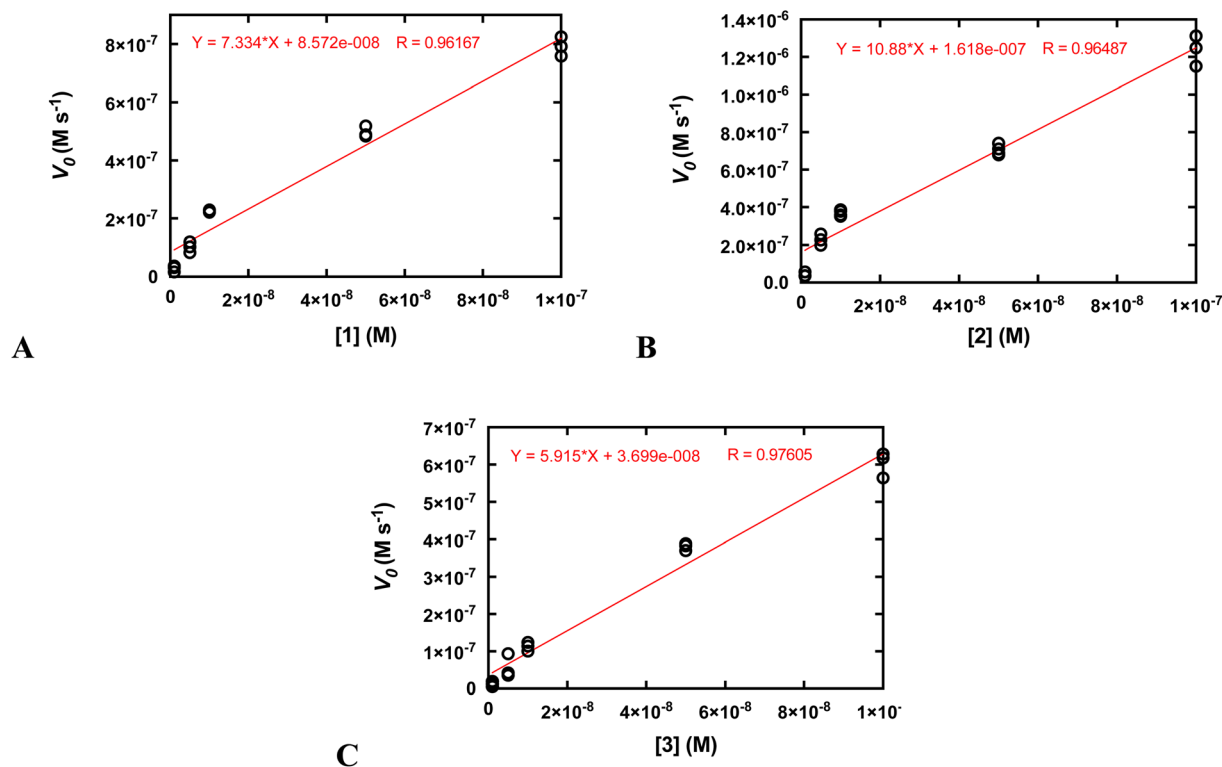 Y = 7.334*X + 8.572e-008 R = 0.96167
8×10⁻⁷
6×10⁻⁷
4×10⁻⁷
2×10⁻⁷
0
V₀ (M s⁻¹)
0 2×10⁻⁸ 4×10⁻⁸ 6×10⁻⁸ 8×10⁻⁸ 1×10⁻⁷
[1] (M)
A
Y = 10.88*X + 1.618e-007 R = 0.96487
1.4×10⁻⁶
1.2×10⁻⁶
1.0×10⁻⁶
8.0×10⁻⁷
6.0×10⁻⁷
4.0×10⁻⁷
2.0×10⁻⁷
0.0
V₀ (M s⁻¹)
0 2×10⁻⁸ 4×10⁻⁸ 6×10⁻⁸ 8×10⁻⁸ 1×10⁻⁷
[2] (M)
B
Y = 5.915*X + 3.699e-008 R = 0.97605
7×10⁻⁷
6×10⁻⁷
5×10⁻⁷
4×10⁻⁷
3×10⁻⁷
2×10⁻⁷
1×10⁻⁷
0
V₀ (M s⁻¹)
0 2×10⁻⁸ 4×10⁻⁸ 6×10⁻⁸ 8×10⁻⁸ 1×10⁻
[3] (M)
C